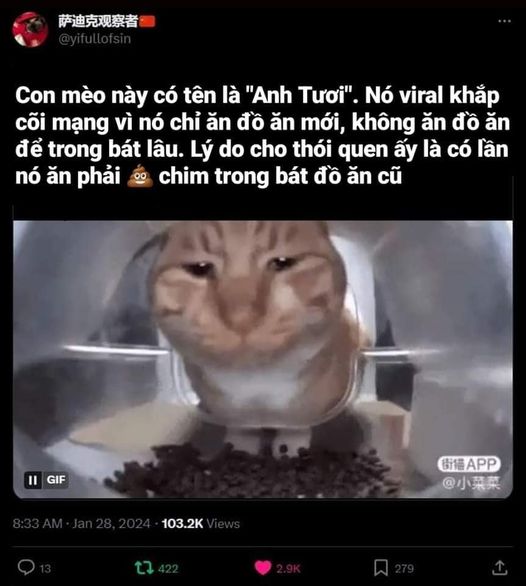 萨迪克观察者🇨🇳
@yifullofsin
Con mèo này có tên là "Anh Tươi". Nó viral khắp
cõi mạng vì nó chỉ ăn đồ ăn mới, không ăn đồ ăn
để trong bát lâu. Lý do cho thói quen ấy là có lần
nó ăn phải 💩 chim trong bát đồ ăn cũ
街猫APP
@小菜菜
GIF
8:33 AM · Jan 28, 2024 · 103.2K Views
13 422 2.9K 279